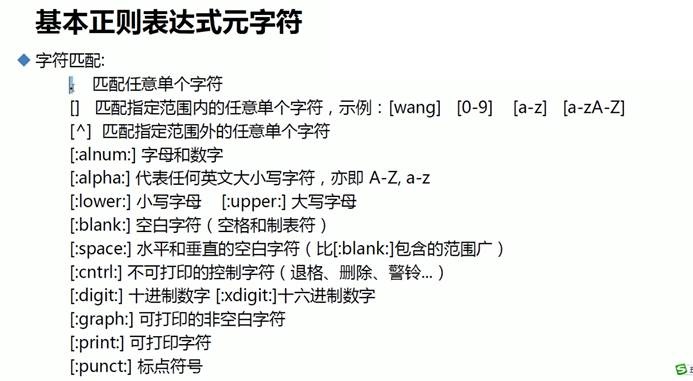 基本正则表达式元字符
字符匹配:
. 匹配任意单个字符
[] 匹配指定范围内的任意单个字符，示例：[wang] [0-9] [a-z] [a-zA-Z]
[^] 匹配指定范围外的任意单个字符
[:alnum:] 字母和数字
[:alpha:] 代表任何英文大小写字符，亦即 A-Z, a-z
[:lower:] 小写字母 [:upper:] 大写字母
[:blank:] 空白字符（空格和制表符）
[:space:] 水平和垂直的空白字符（比[:blank:]包含的范围广）
[:cntrl:] 不可打印的控制字符（退格、删除、警铃...）
[:digit:] 十进制数字 [:xdigit:]十六进制数字
[:graph:] 可打印的非空白字符
[:print:] 可打印字符
[:punct:] 标点符号